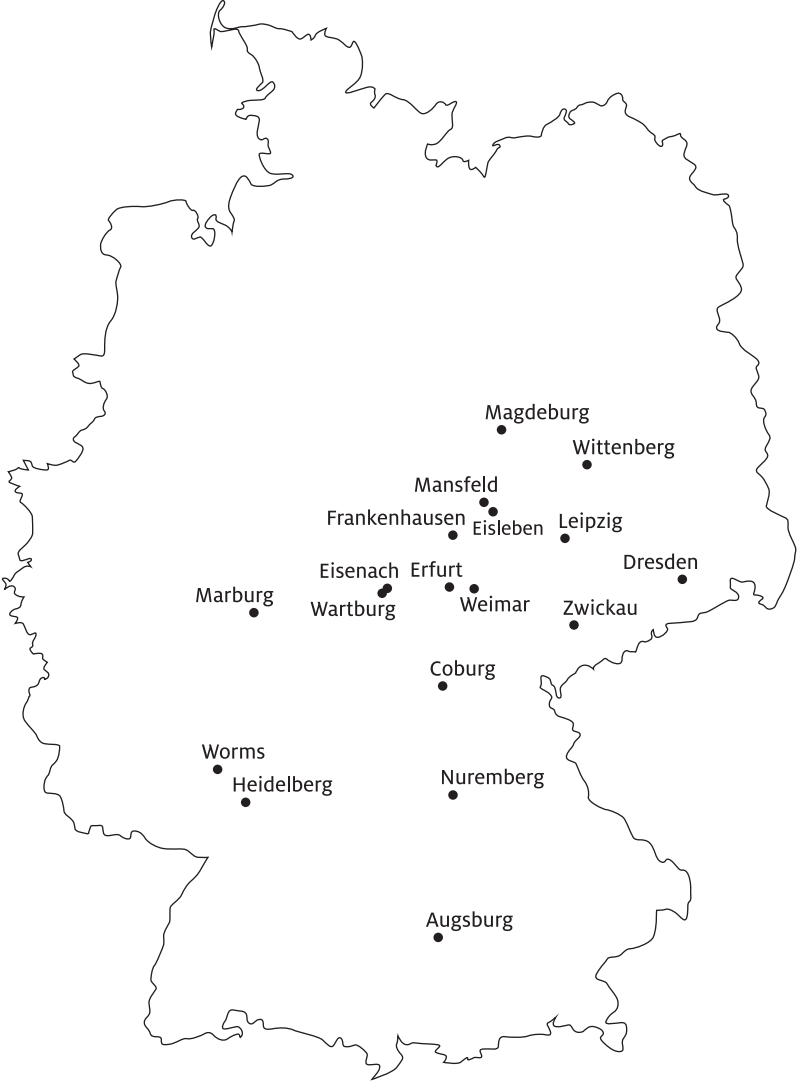 Magdeburg
Wittenberg
Mansfeld
Frankenhausen
Eisleben
Leipzig
Dresden
Eisenach
Erfurt
Marburg
Wartburg
Weimar
Zwickau
Coburg
Worms
Heidelberg
Nuremberg
Augsburg